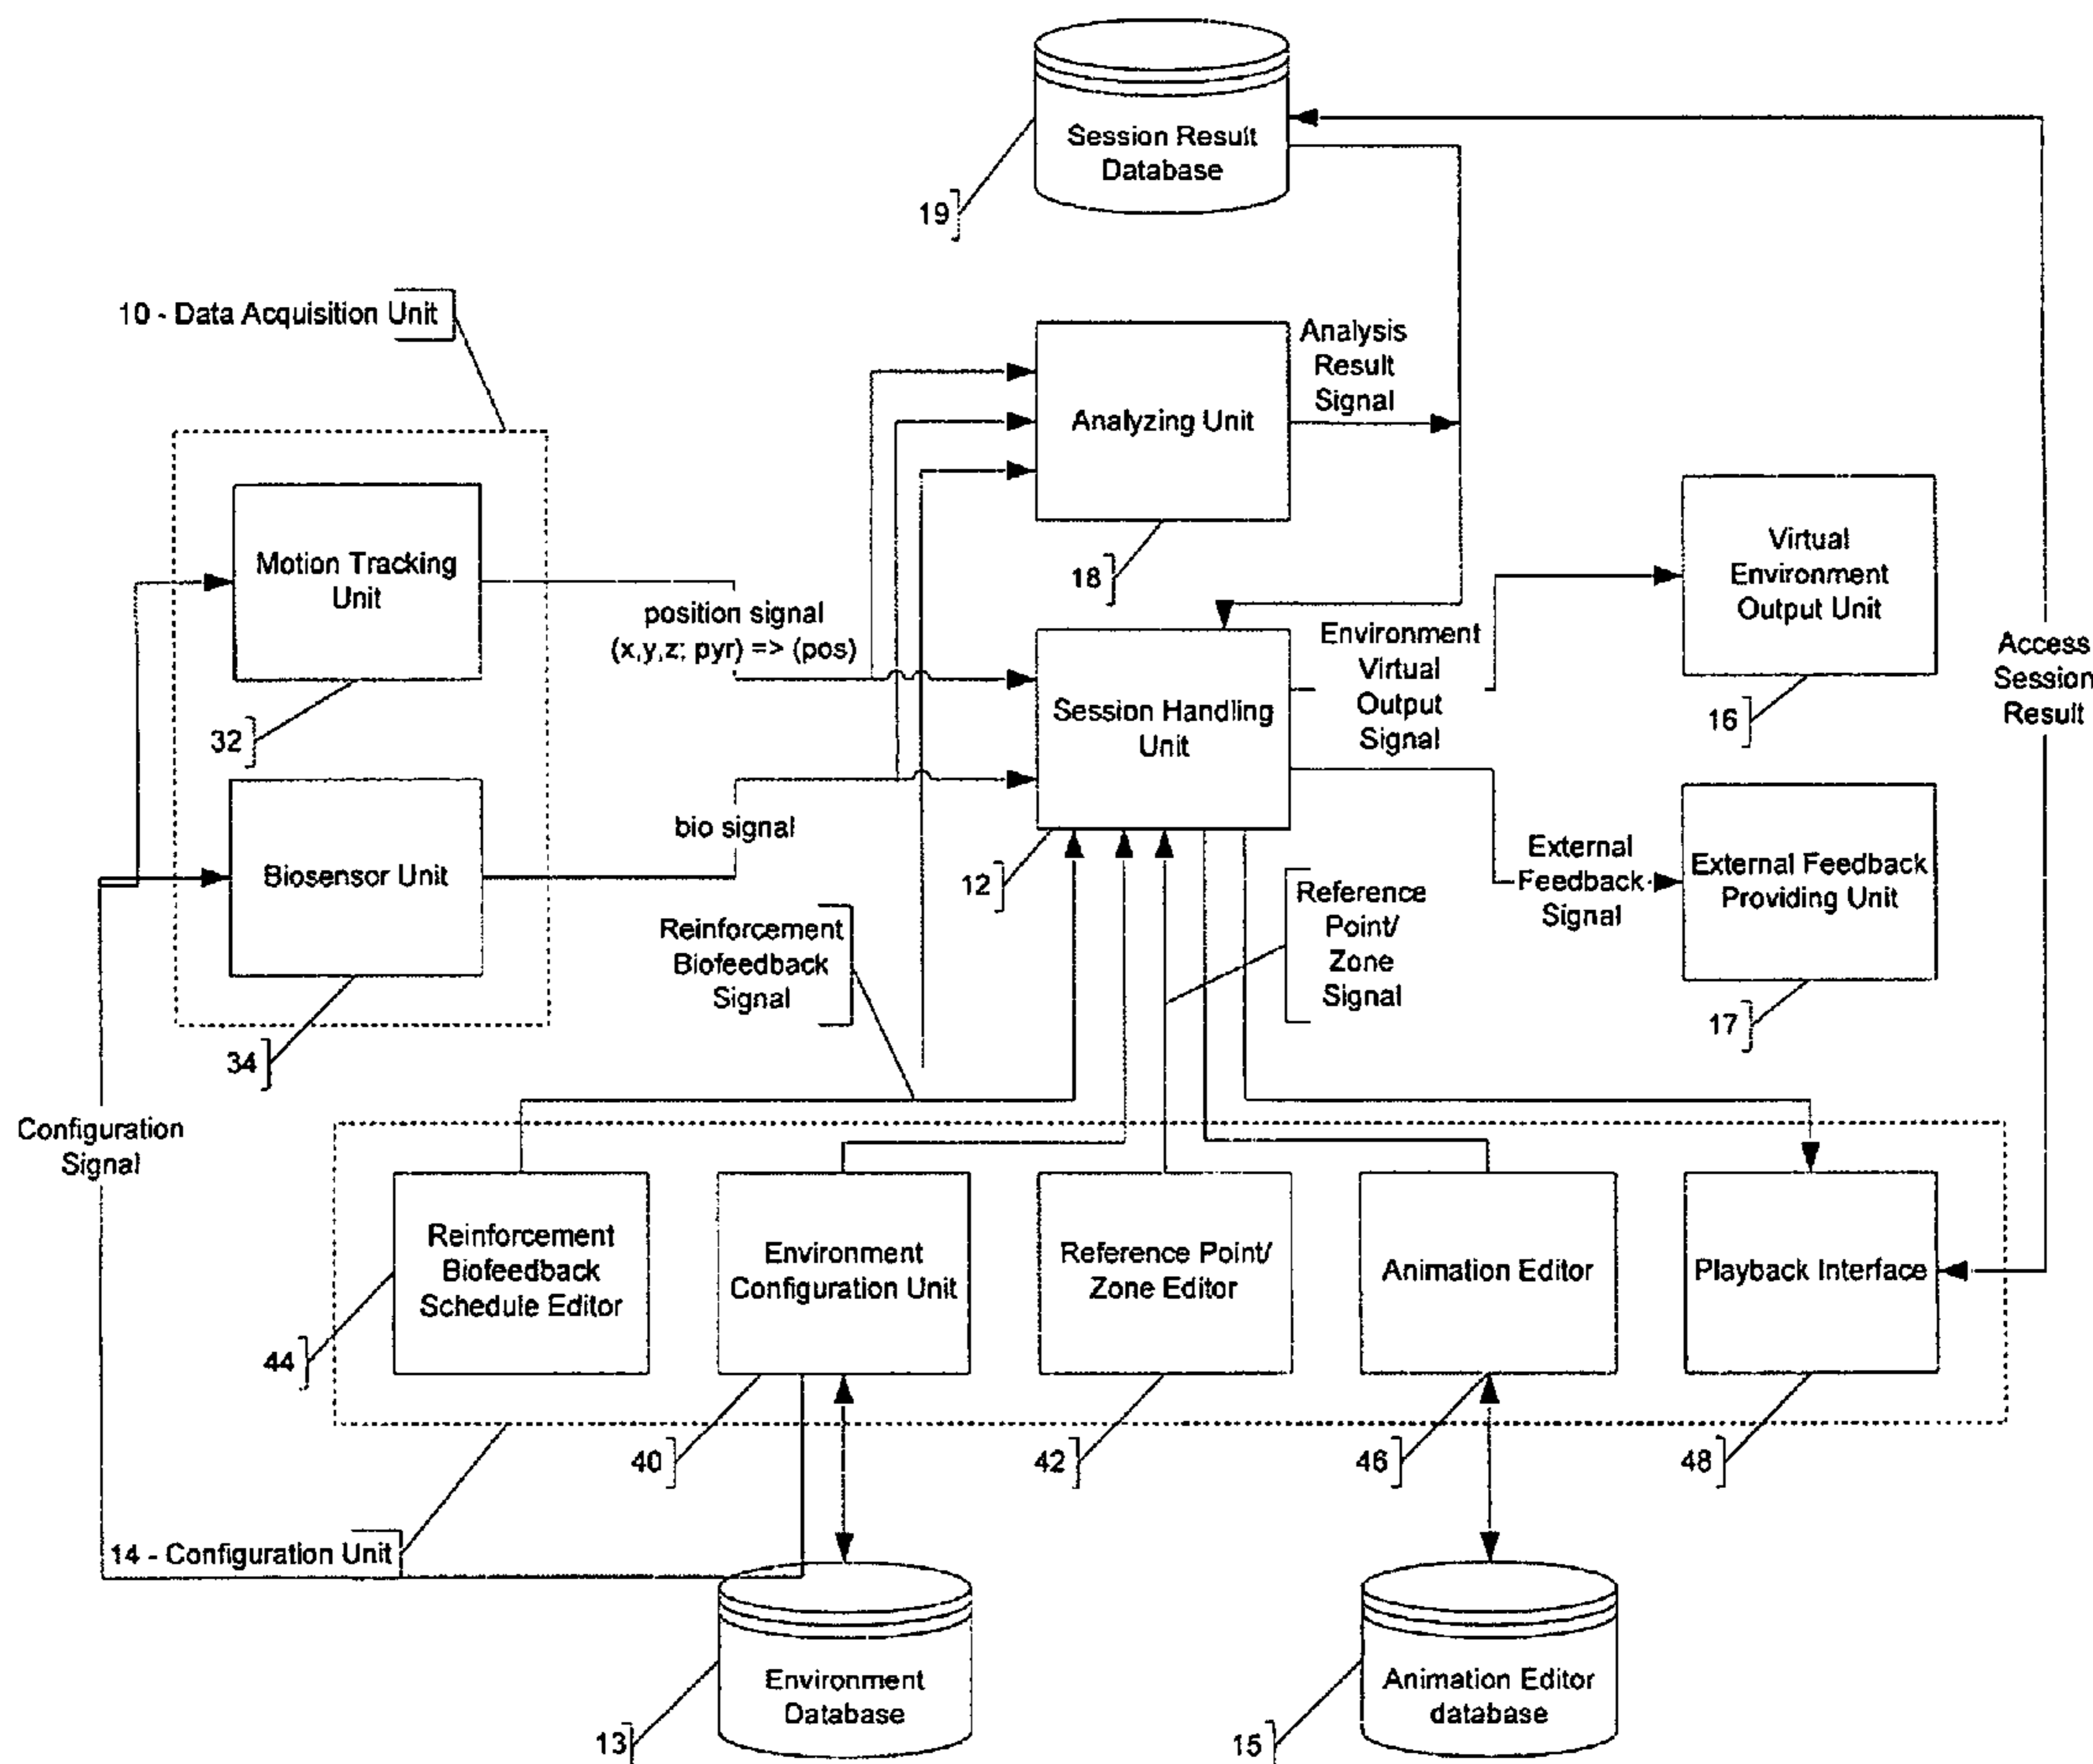 Session Result
Database
19
10 - Data Acquisition Unit
Analysis
Result
Signal
Analyzing Unit
18
Motion Tracking
Unit
32
position signal
(x,y,z; pyr) => (pos)
Virtual
Environment
Output Unit
16
Access
Session
Result
Environment
Virtual
Output
Signal
Session Handling
Unit
12
bio signal
Biosensor Unit
34
External
Feedback
Signal
External Feedback
Providing Unit
17
Reinforcement
Biofeedback
Signal
Reference
Point/
Zone
Signal
Configuration
Signal
Reinforcement
Biofeedback
Schedule Editor
44
Environment
Configuration Unit
40
Reference Point/
Zone Editor
42
Animation Editor
46
Playback Interface
48
14 - Configuration Unit
Environment
Database
13
Animation Editor
database
15